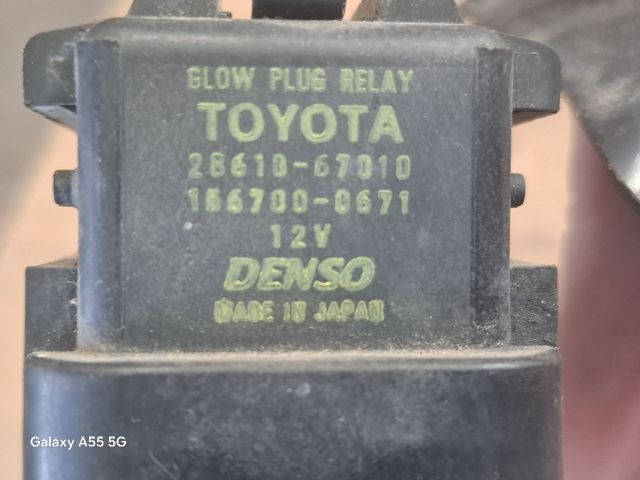 GLOW PLUG RELAY
TOYOTA
28610-67010
156700-0671
12V
DENSO
MADE IN JAPAN
Galaxy A55 5G